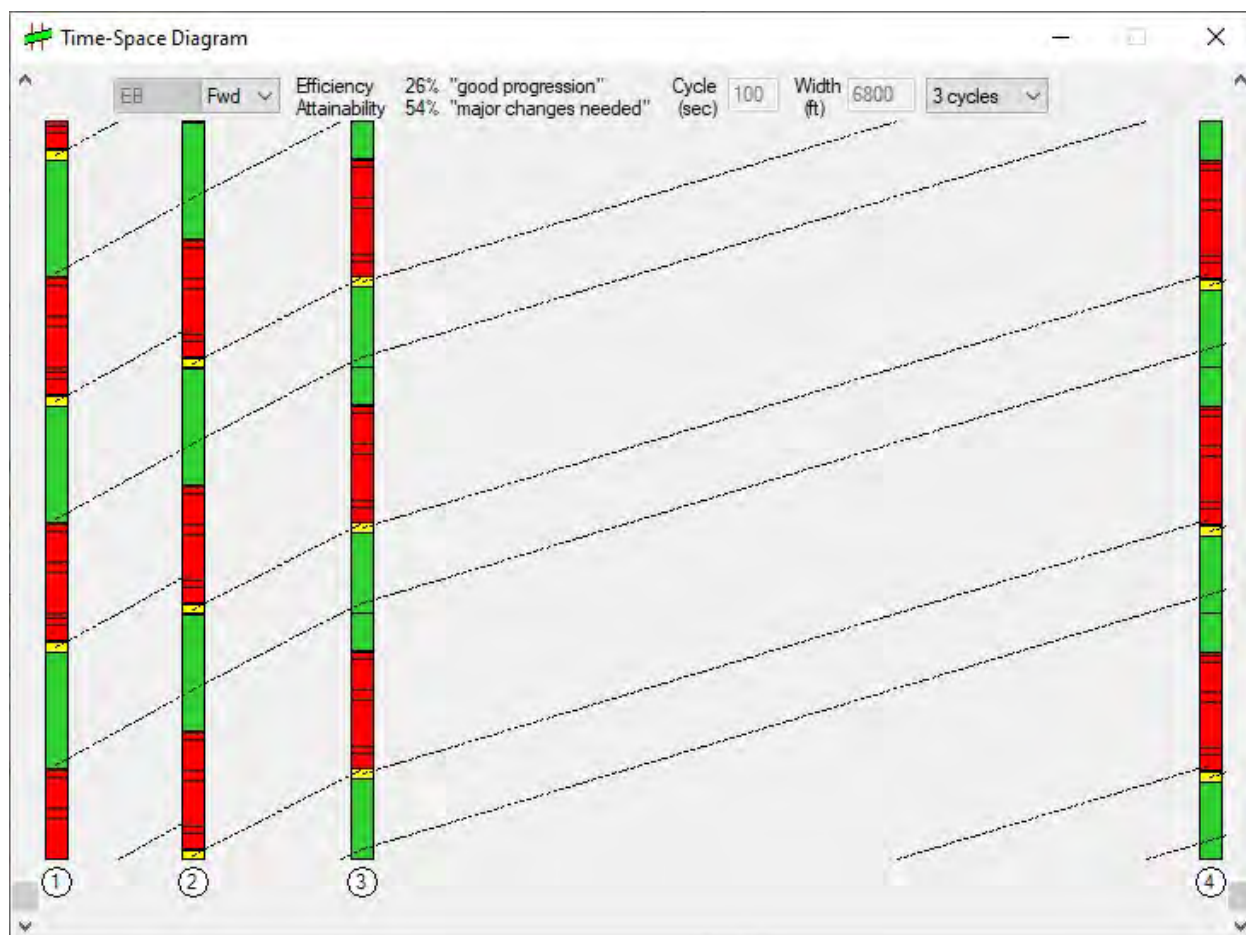 Time-Space Diagram
EB Fwd Efficiency 26% "good progression" Cycle 100 Width 6800 3 cycles
Attainability 54% "major changes needed" (sec) (ft)
1 2 3 4